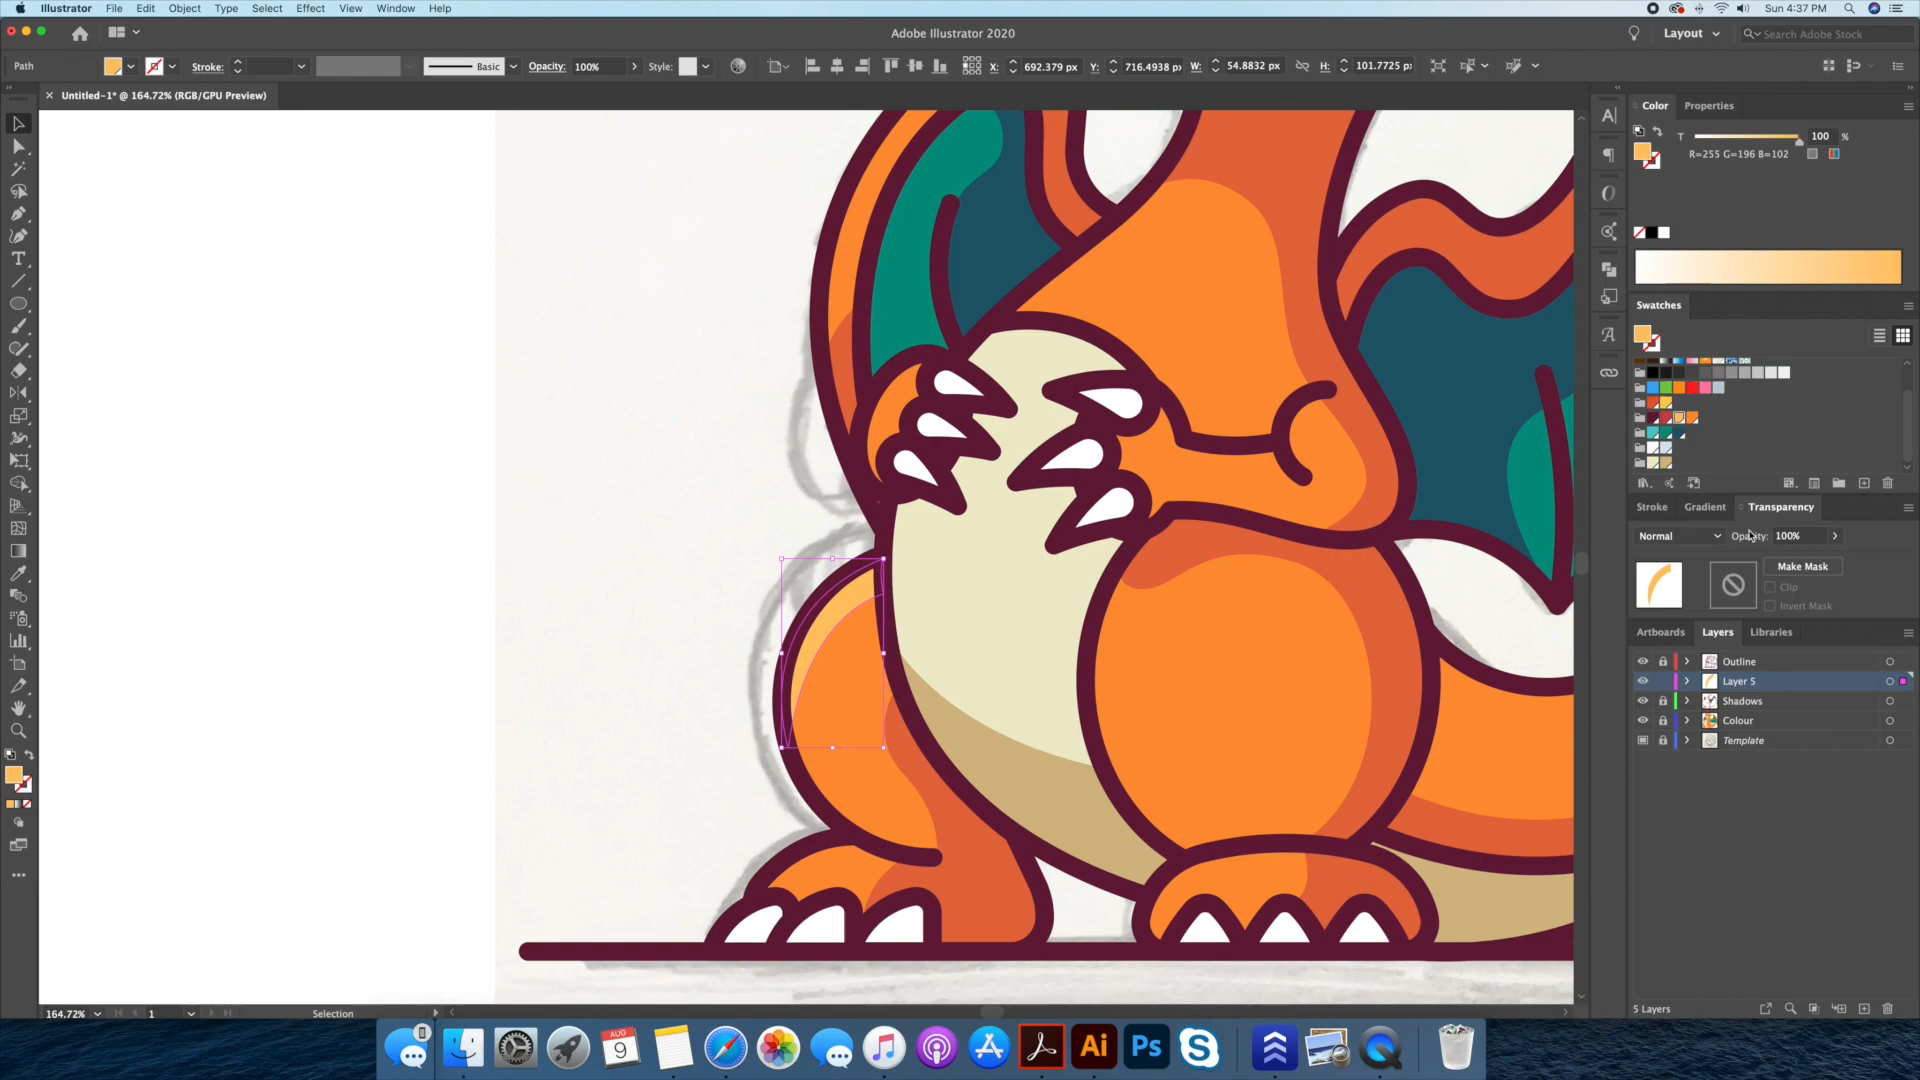 Illustrator File Edit Object Type Select Effect View Window Help Sun 4:37 PM
Adobe Illustrator 2020 Layout Search Adobe Stock
Path Stroke: Basic Opacity: 100% Style: X: 692.379 px Y: 716.4938 px W: 54.8832 px H: 101.7725 px
Untitled-1* @ 164.72% (RGB/GPU Preview)
Color Properties
T 100 %
R=255 G=196 B=102
Swatches
Stroke Gradient Transparency
Normal Opacity: 100%
Make Mask
Clip
Invert Mask
Artboards Layers Libraries
Outline
Layer 5
Shadows
Colour
Template
164.72% 1 Selection 5 Layers
AUG
9
Ai Ps